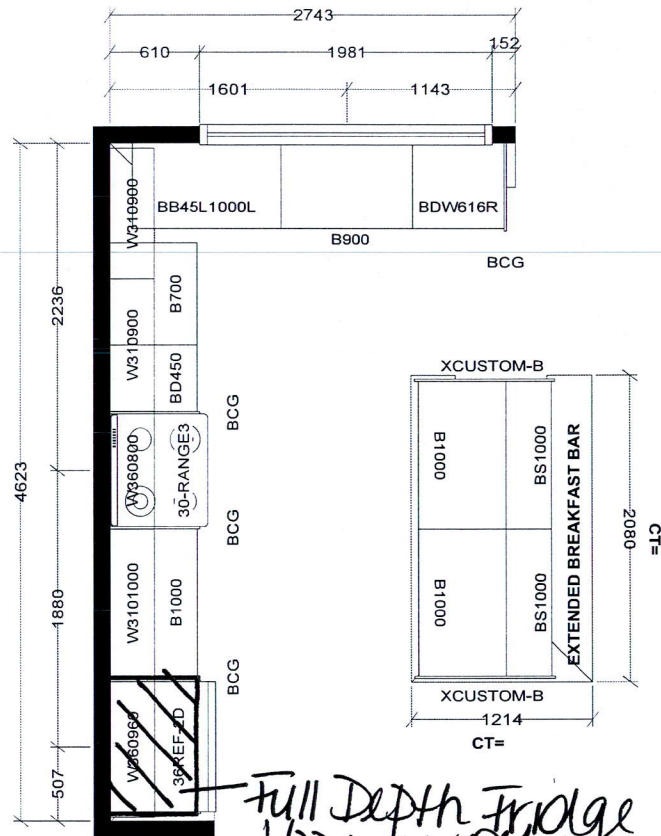 2743
610
1981
152
1601
1143
W310900
BB45L1000L
BDW616R
B900
BCG
2236
B700
W310900
BD450
BCG
4623
W360800
30-RANGE3
BCG
1880
W3101000
B1000
BCG
507
W360960
36REF-2D
XCUSTOM-B
B1000
BS1000
EXTENDED BREAKFAST BAR
2080
CT=
B1000
BS1000
XCUSTOM-B
1214
CT=
Full Depth Fridge